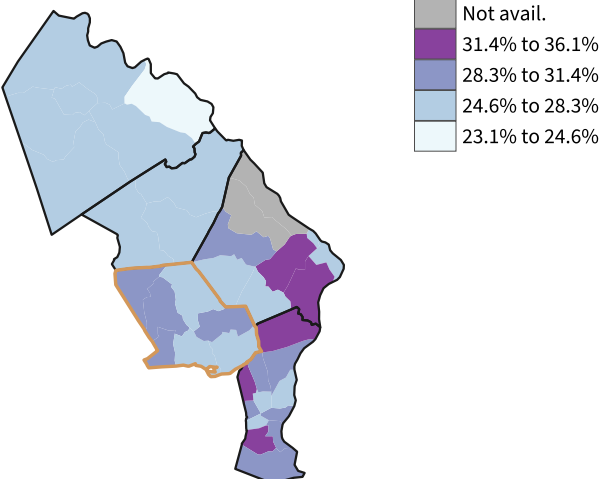 Not avail.
31.4% to 36.1%
28.3% to 31.4%
24.6% to 28.3%
23.1% to 24.6%